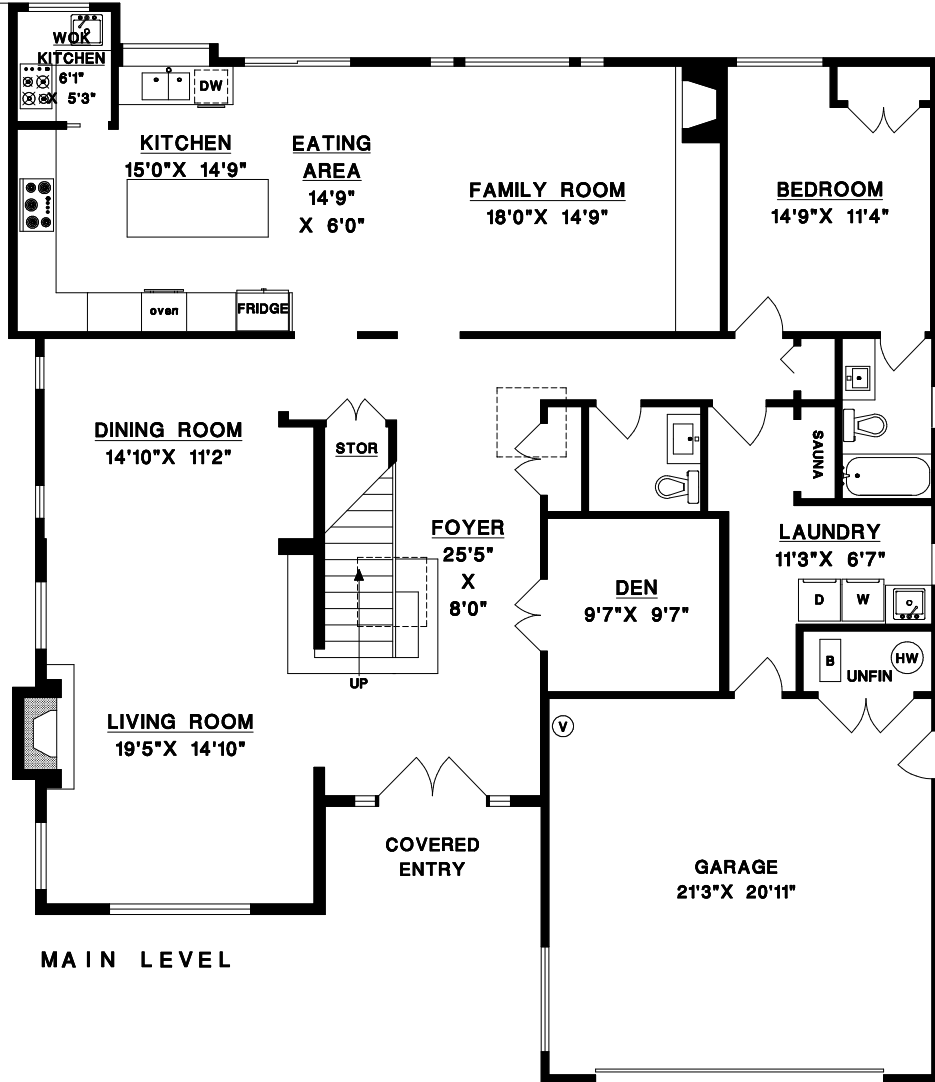 WOK
KITCHEN
6'1"
X 5'3"
DW
KITCHEN
15'0"X 14'9"
EATING
AREA
14'9"
X 6'0"
FAMILY ROOM
18'0"X 14'9"
BEDROOM
14'9"X 11'4"
oven
FRIDGE
DINING ROOM
14'10"X 11'2"
STOR
SAUNA
FOYER
25'5"
X
8'0"
LAUNDRY
11'3"X 6'7"
DEN
9'7"X 9'7"
D
W
B
HW
UNFIN
UP
LIVING ROOM
19'5"X 14'10"
V
COVERED
ENTRY
GARAGE
21'3"X 20'11"
MAIN LEVEL